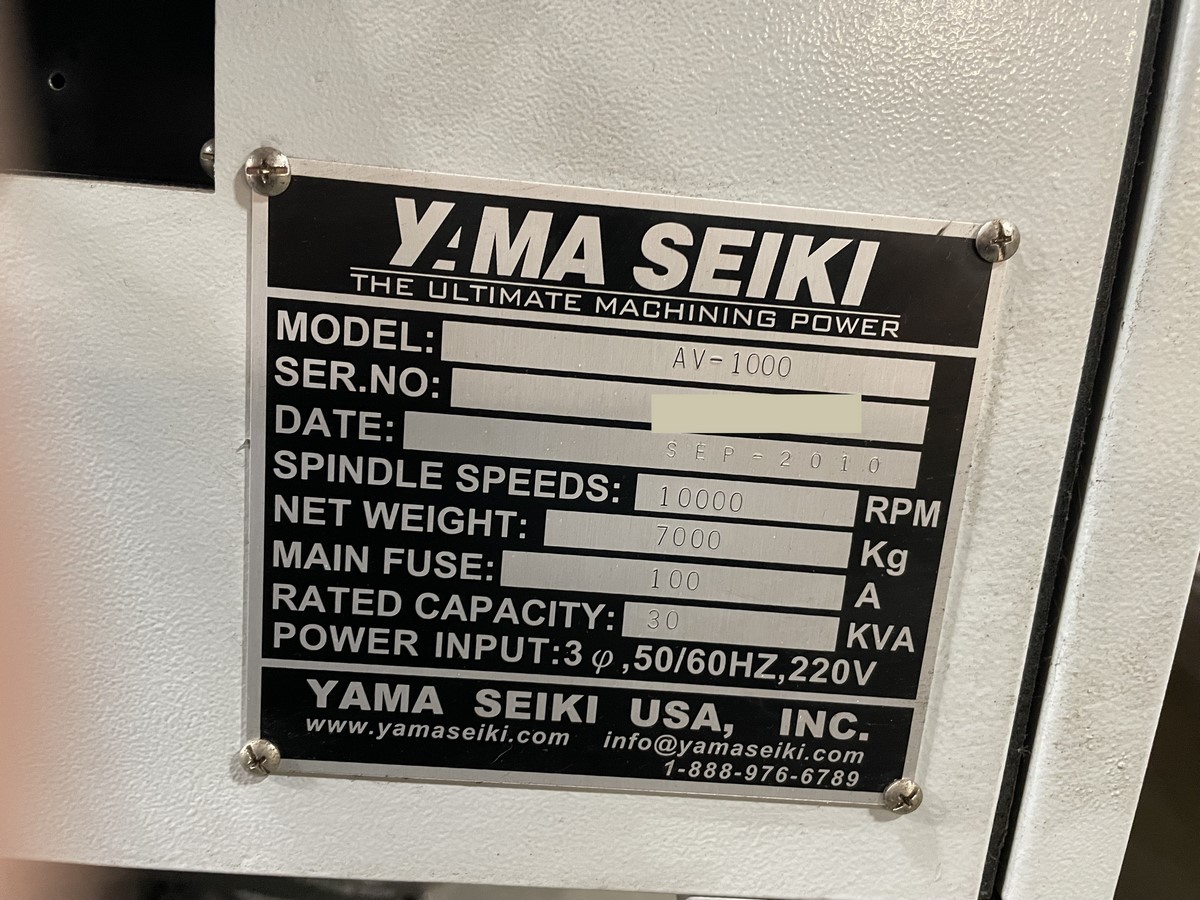 YAMA SEIKI
THE ULTIMATE MACHINING POWER
MODEL: AV-1000
SER.NO:
DATE: SEP-2010
SPINDLE SPEEDS: 10000 RPM
NET WEIGHT: 7000 Kg
MAIN FUSE: 100 A
RATED CAPACITY: 30 KVA
POWER INPUT:3φ,50/60HZ,220V
YAMA SEIKI USA, INC.
www.yamaseiki.com info@yamaseiki.com
1-888-976-6789